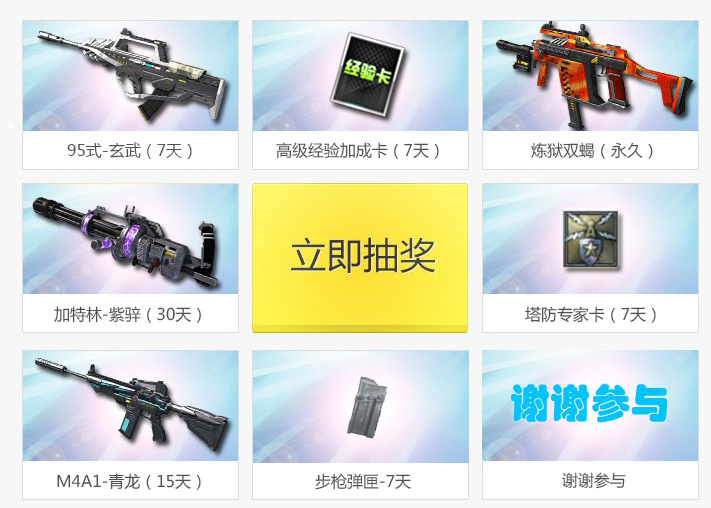 经验卡
95式-玄武（7天）
高级经验加成卡（7天）
炼狱双蝎（永久）
立即抽奖
加特林-紫骍（30天）
塔防专家卡（7天）
谢谢参与
M4A1-青龙（15天）
步枪弹匣-7天
谢谢参与